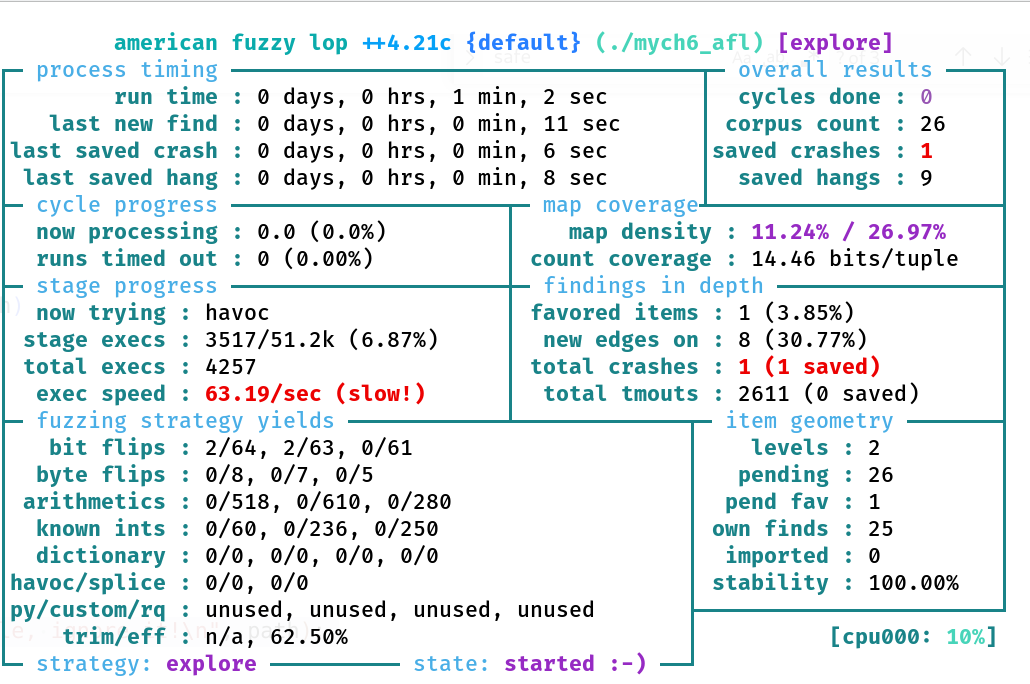 american fuzzy lop ++4.21c {default} (./mych6_afl) [explore]
process timing overall results
run time : 0 days, 0 hrs, 1 min, 2 sec cycles done : 0
last new find : 0 days, 0 hrs, 0 min, 11 sec corpus count : 26
last saved crash : 0 days, 0 hrs, 0 min, 6 sec saved crashes : 1
last saved hang : 0 days, 0 hrs, 0 min, 8 sec saved hangs : 9
cycle progress map coverage
now processing : 0.0 (0.0%) map density : 11.24% / 26.97%
runs timed out : 0 (0.00%) count coverage : 14.46 bits/tuple
stage progress findings in depth
now trying : havoc favored items : 1 (3.85%)
stage execs : 3517/51.2k (6.87%) new edges on : 8 (30.77%)
total execs : 4257 total crashes : 1 (1 saved)
exec speed : 63.19/sec (slow!) total tmouts : 2611 (0 saved)
fuzzing strategy yields item geometry
bit flips : 2/64, 2/63, 0/61 levels : 2
byte flips : 0/8, 0/7, 0/5 pending : 26
arithmetics : 0/518, 0/610, 0/280 pend fav : 1
known ints : 0/60, 0/236, 0/250 own finds : 25
dictionary : 0/0, 0/0, 0/0, 0/0 imported : 0
havoc/splice : 0/0, 0/0 stability : 100.00%
py/custom/rq : unused, unused, unused, unused
trim/eff : n/a, 62.50% [cpu000: 10%]
strategy: explore state: started :-)